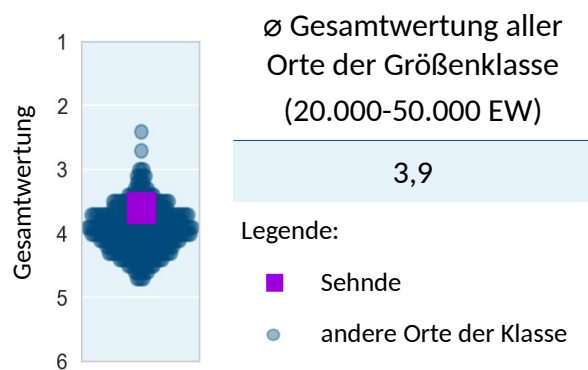 Gesamtwertung
1
2
3
4
5
6
⌀ Gesamtwertung aller
Orte der Größenklasse
(20.000-50.000 EW)
3,9
Legende:
Sehnde
andere Orte der Klasse